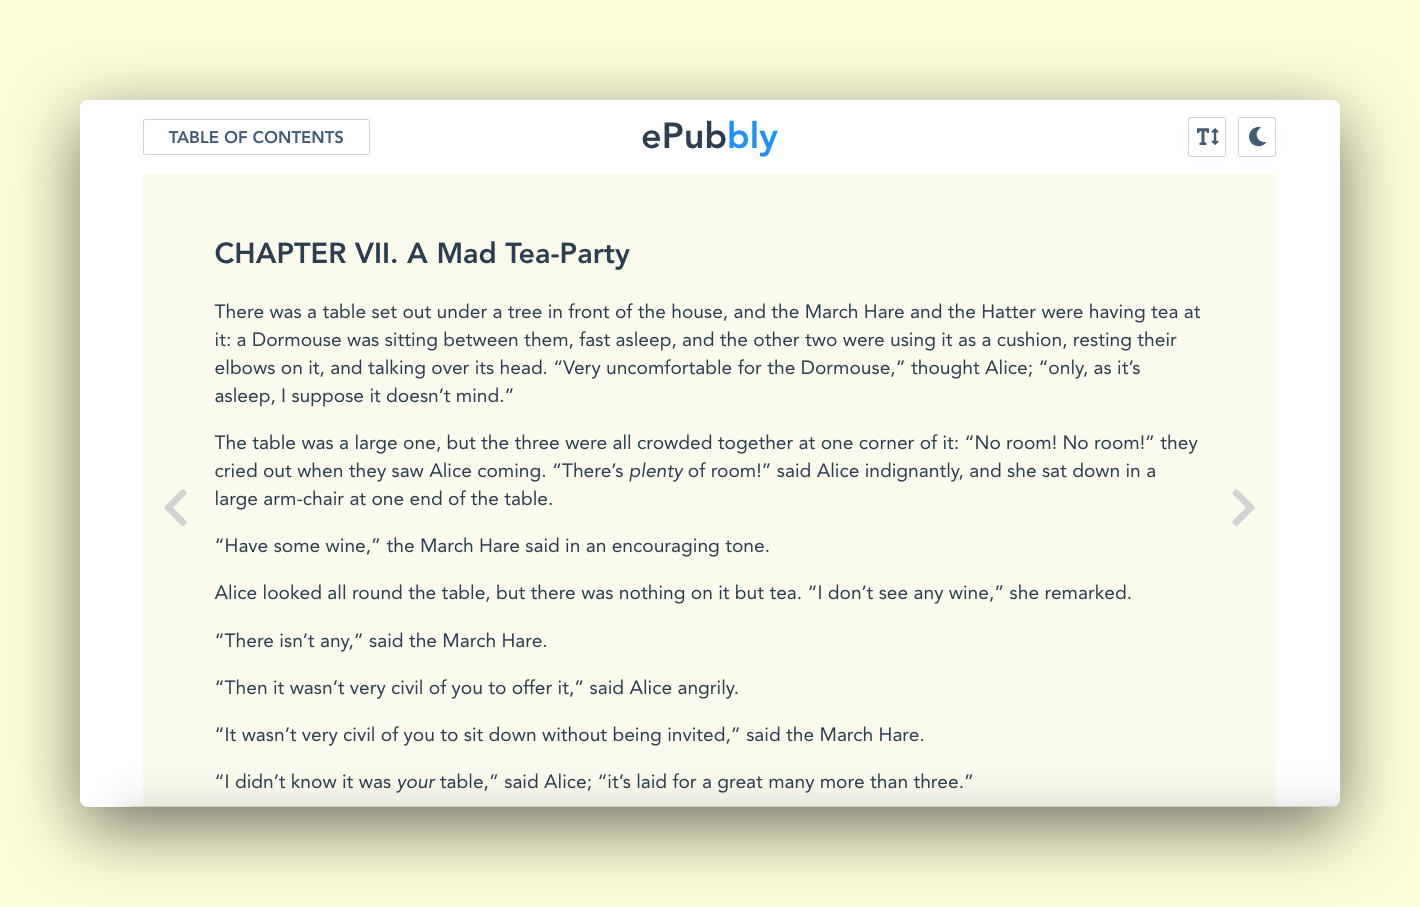 TABLE OF CONTENTS
ePubbly
T
CHAPTER VII. A Mad Tea-Party
There was a table set out under a tree in front of the house, and the March Hare and the Hatter were having tea at
it: a Dormouse was sitting between them, fast asleep, and the other two were using it as a cushion, resting their
elbows on it, and talking over its head. “Very uncomfortable for the Dormouse,” thought Alice; “only, as it’s
asleep, I suppose it doesn’t mind.”
The table was a large one, but the three were all crowded together at one corner of it: “No room! No room!” they
cried out when they saw Alice coming. “There’s plenty of room!” said Alice indignantly, and she sat down in a
large arm-chair at one end of the table.
“Have some wine,” the March Hare said in an encouraging tone.
Alice looked all round the table, but there was nothing on it but tea. “I don’t see any wine,” she remarked.
“There isn’t any,” said the March Hare.
“Then it wasn’t very civil of you to offer it,” said Alice angrily.
“It wasn’t very civil of you to sit down without being invited,” said the March Hare.
“I didn’t know it was your table,” said Alice; “it’s laid for a great many more than three.”